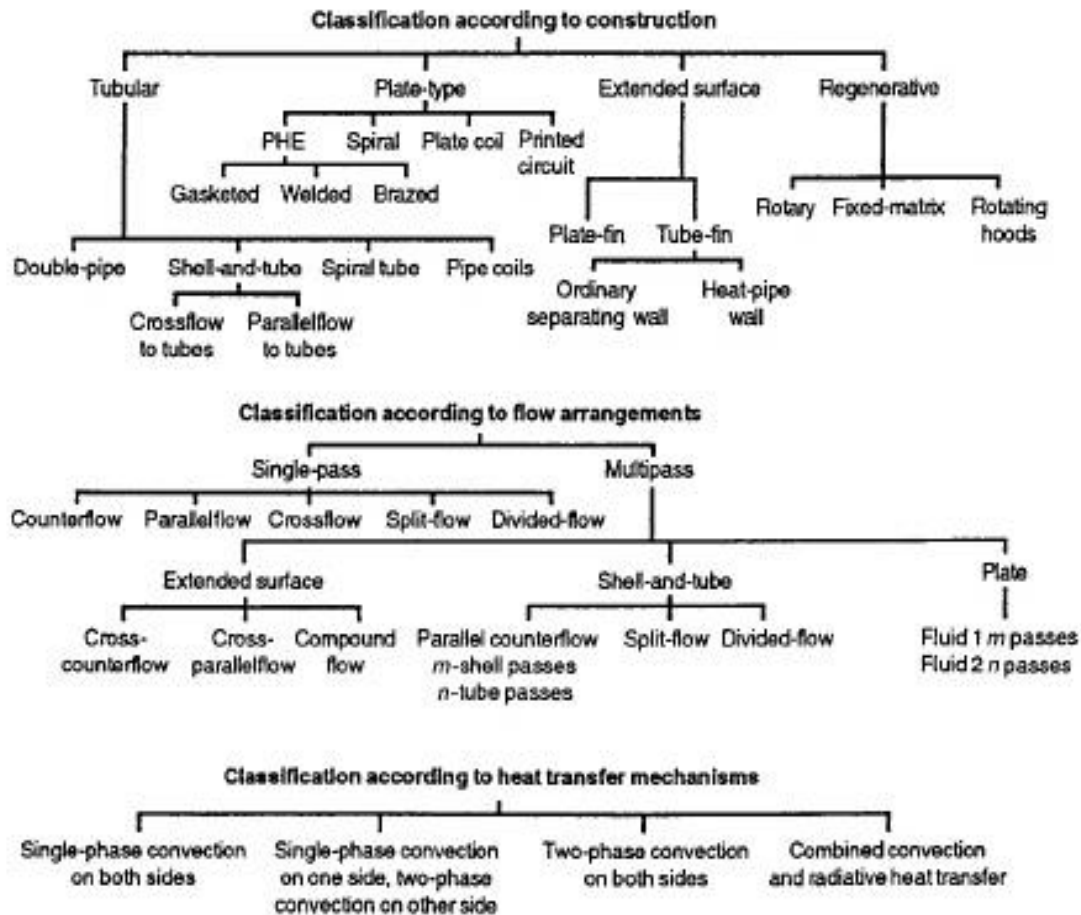 Classification according to construction
Tubular Plate-type Extended surface Regenerative
PHE Spiral Plate coil Printed
circuit
Gasketed Welded Brazed
Rotary Fixed-matrix Rotating
hoods
Plate-fin Tube-fin
Double-pipe Shell-and-tube Spiral tube Pipe coils
Ordinary
separating wall
Heat-pipe
wall
Crossflow
to tubes
Parallelflow
to tubes
Classification according to flow arrangements
Single-pass Multipass
Counterflow Parallelflow Crossflow Split-flow Divided-flow
Extended surface Shell-and-tube Plate
Cross-
counterflow
Cross-
parallelflow
Compound
flow
Parallel counterflow
m-shell passes
n-tube passes
Split-flow Divided-flow
Fluid 1 m passes
Fluid 2 n passes
Classification according to heat transfer mechanisms
Single-phase convection
on both sides
Single-phase convection
on one side, two-phase
convection on other side
Two-phase convection
on both sides
Combined convection
and radiative heat transfer